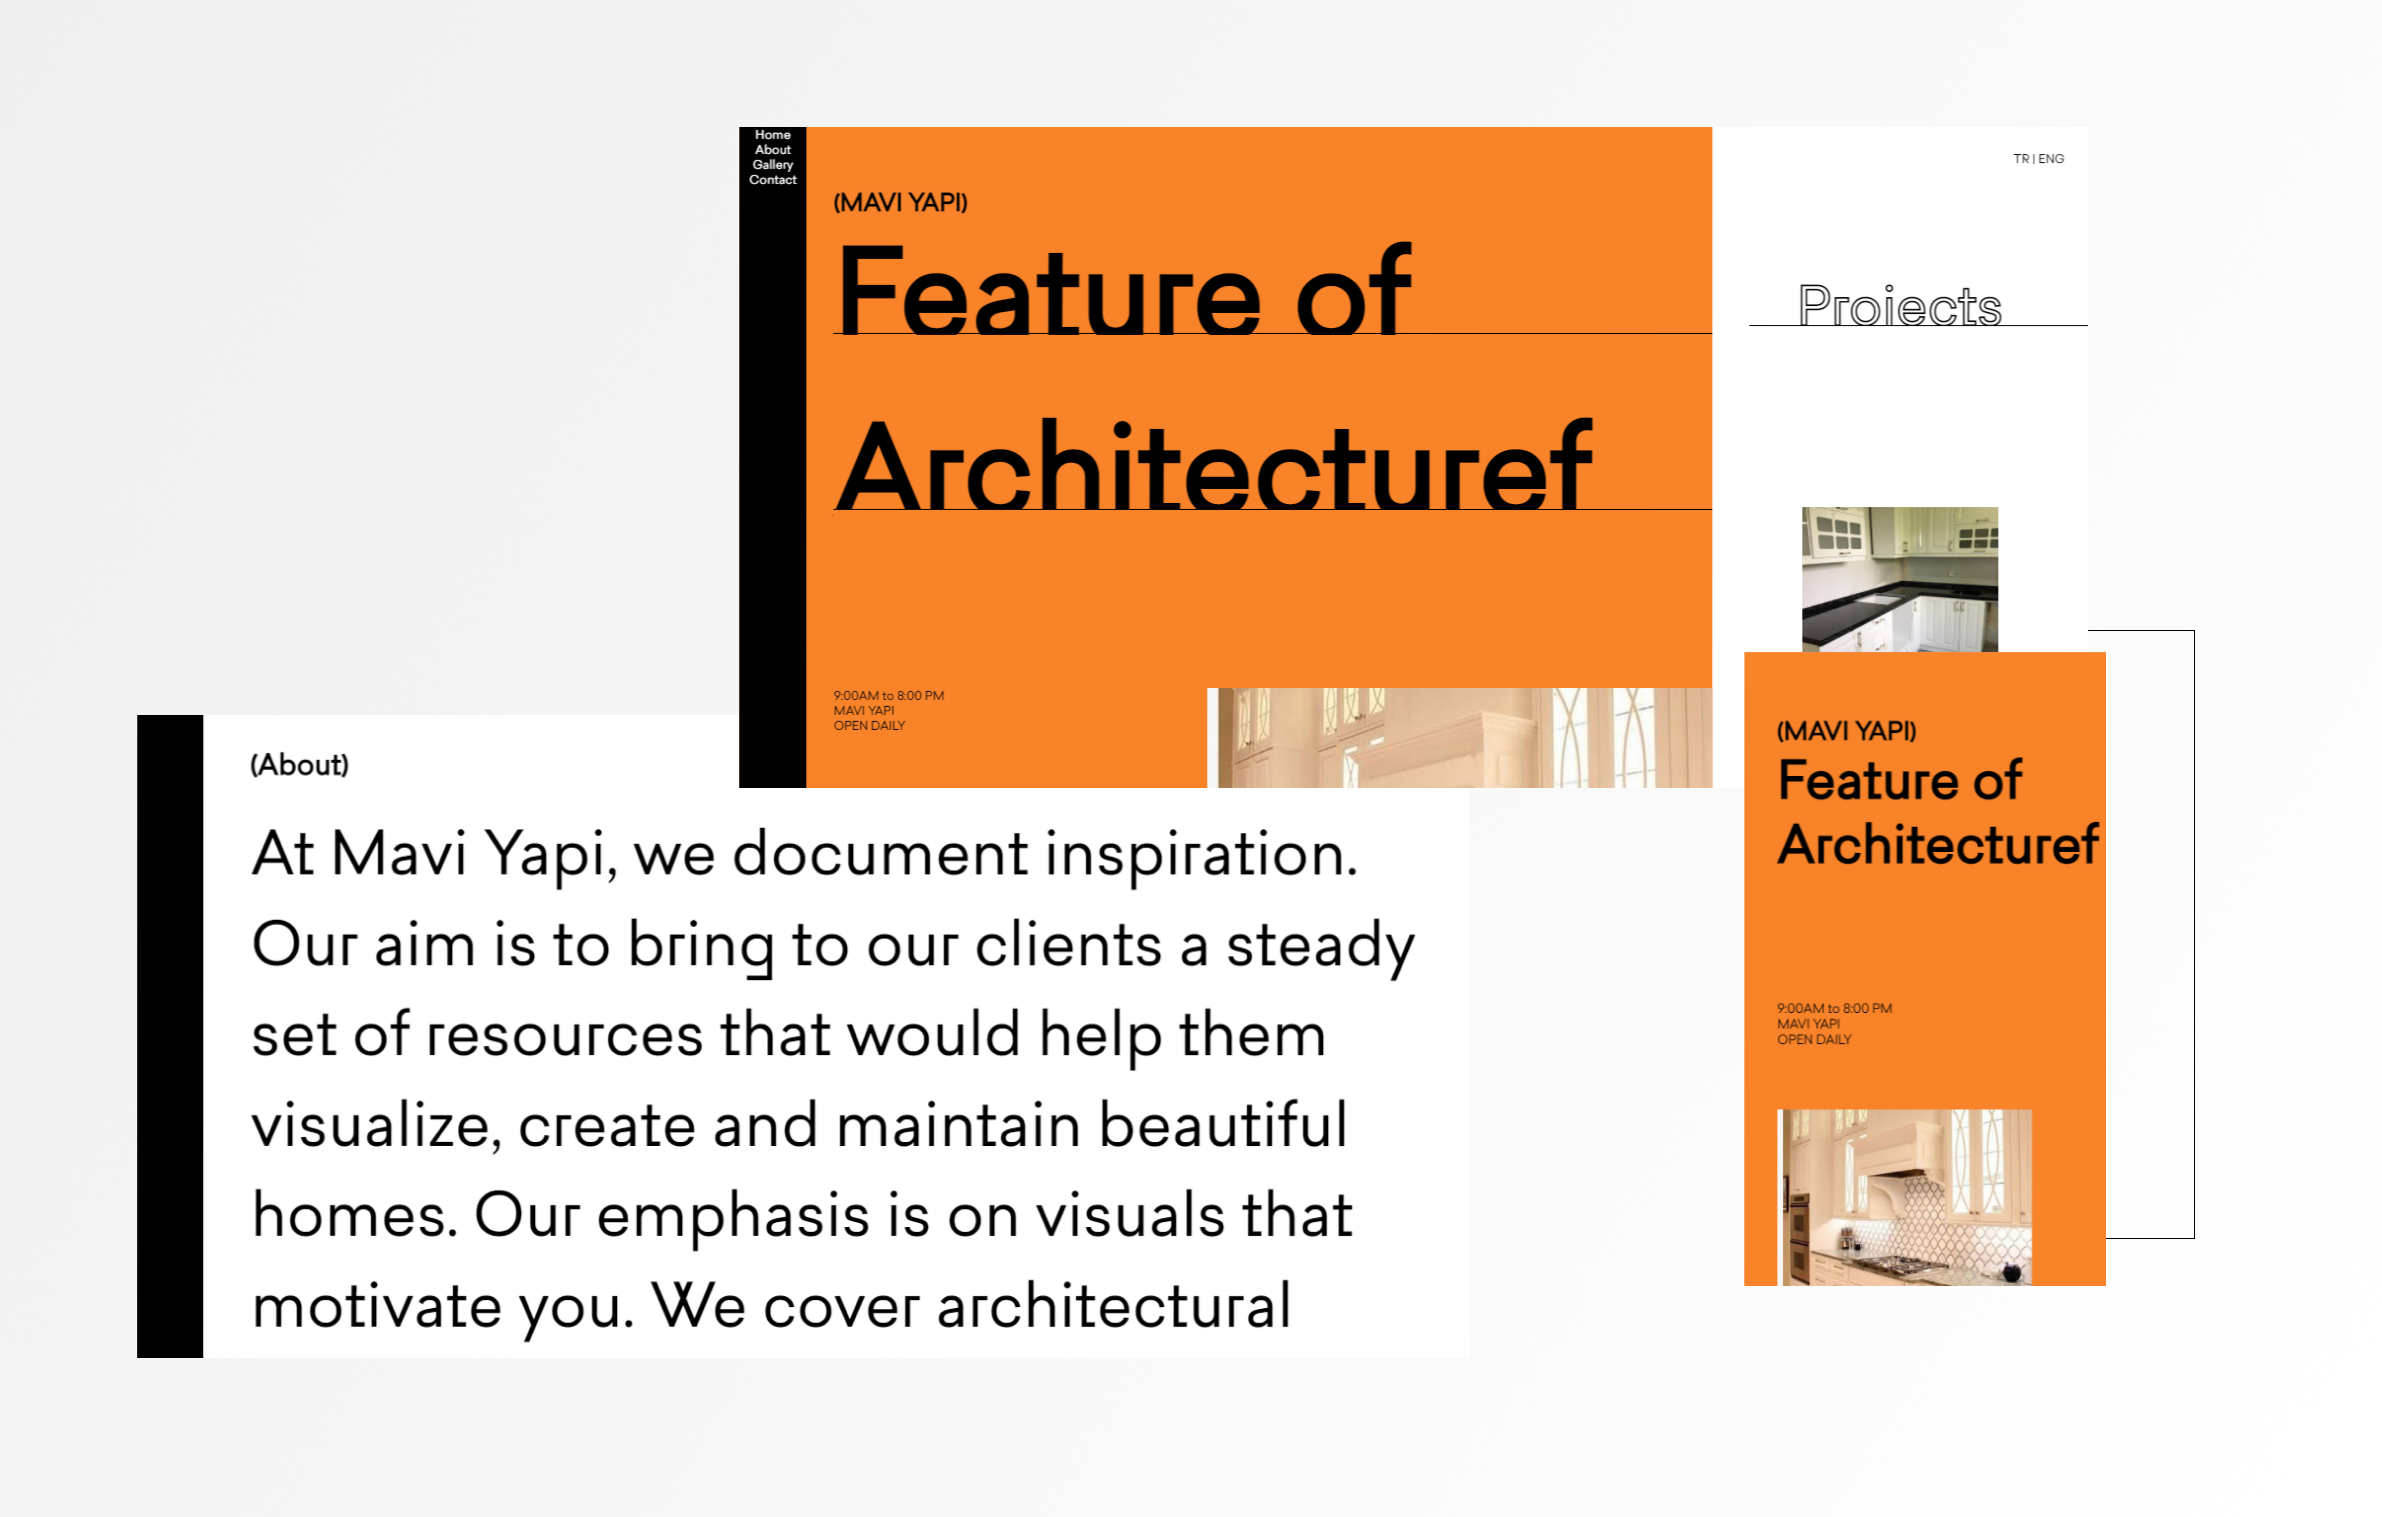 Home
About
Gallery
Contact
(MAVI YAPI)
Feature of
Architecturef
9:00AM to 8:00 PM
MAVI YAPI
OPEN DAILY
TR | ENG
Projects
(About)
At Mavi Yapi, we document inspiration.
Our aim is to bring to our clients a steady
set of resources that would help them
visualize, create and maintain beautiful
homes. Our emphasis is on visuals that
motivate you. We cover architectural
(MAVI YAPI)
Feature of
Architecturef
9:00AM to 8:00 PM
MAVI YAPI
OPEN DAILY